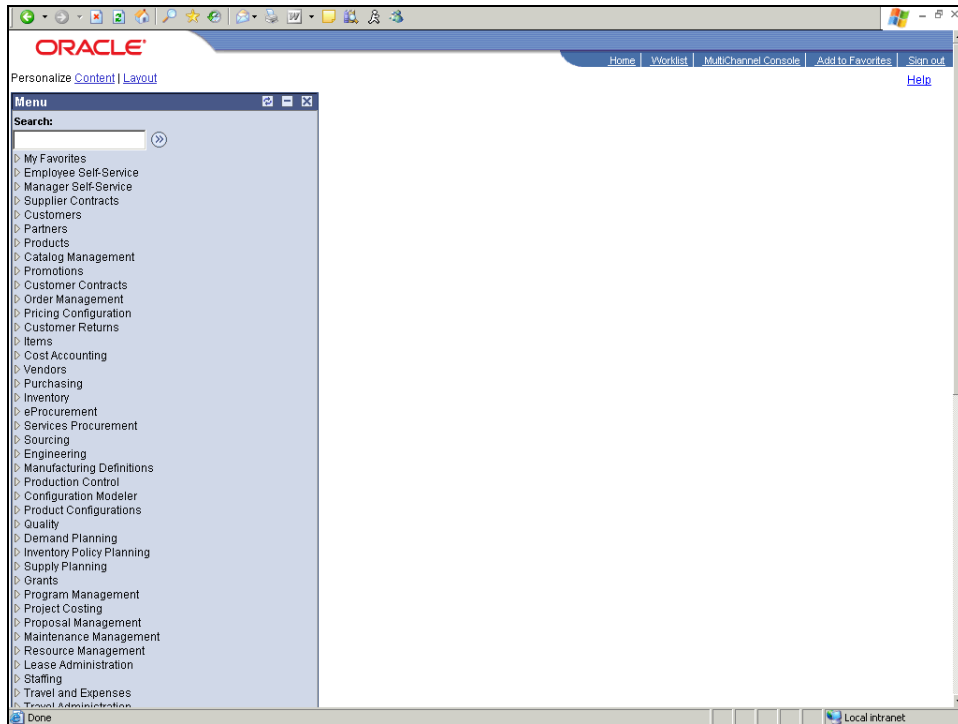 ORACLE
Home | Worklist | MultiChannel Console | Add to Favorites | Sign out
Personalize Content | Layout
Help
Menu
Search:
My Favorites
Employee Self-Service
Manager Self-Service
Supplier Contracts
Customers
Partners
Products
Catalog Management
Promotions
Customer Contracts
Order Management
Pricing Configuration
Customer Returns
Items
Cost Accounting
Vendors
Purchasing
Inventory
eProcurement
Services Procurement
Sourcing
Engineering
Manufacturing Definitions
Production Control
Configuration Modeler
Product Configurations
Quality
Demand Planning
Inventory Policy Planning
Supply Planning
Grants
Program Management
Project Costing
Proposal Management
Maintenance Management
Resource Management
Lease Administration
Staffing
Travel and Expenses
Travel Administration
Done
Local intranet